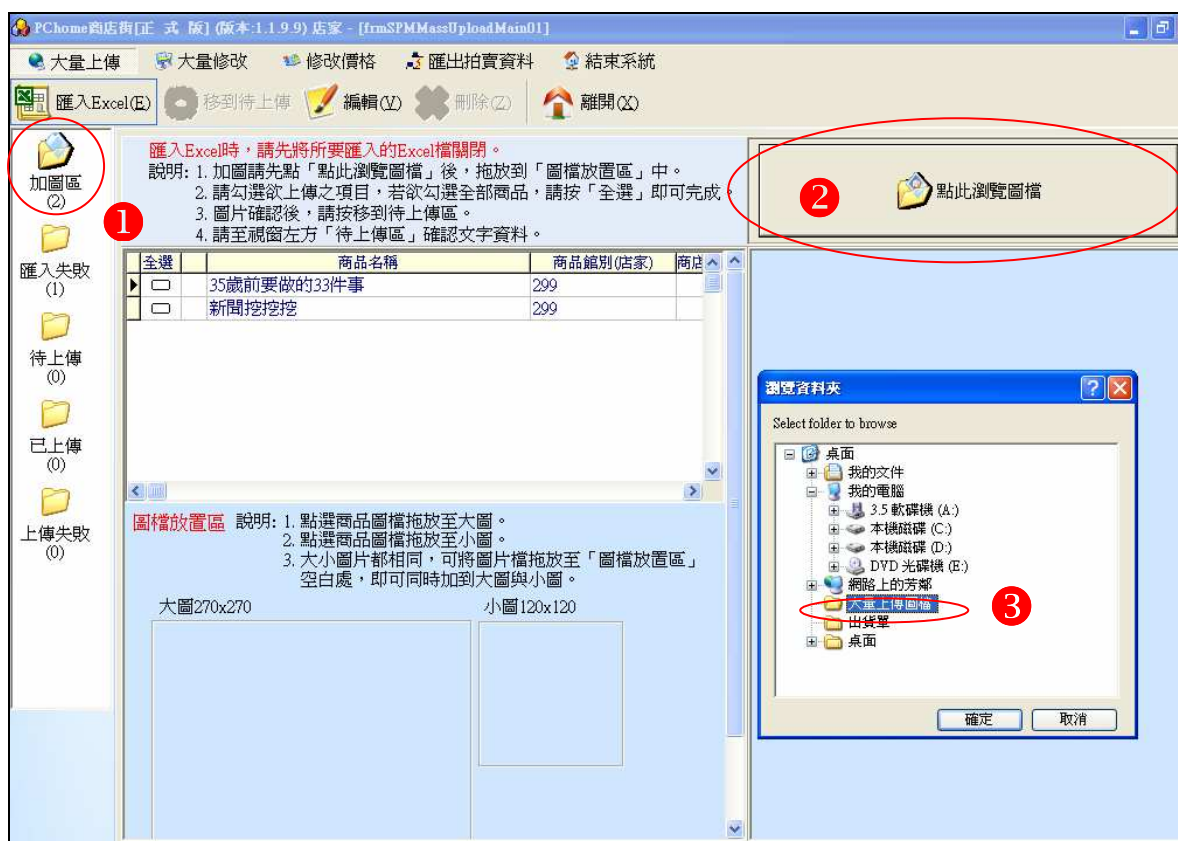 PChome商店街[正 式 版] (版本:1.1.9.9) 店家 - [frmSPMMassUploadMain01]
大量上傳 大量修改 修改價格 匯出拍賣資料 結束系統
匯入Excel(E) 移到待上傳 編輯(V) 刪除(Z) 離開(X)
加圖區
(2)
1
匯入失敗
(1)
待上傳
(0)
已上傳
(0)
上傳失敗
(0)
匯入Excel時，請先將所要匯入的Excel檔關閉。
說明: 1. 加圖請先點「點此瀏覽圖檔」後，拖放到「圖檔放置區」中。
2. 請勾選欲上傳之項目，若欲勾選全部商品，請按「全選」即可完成。
3. 圖片確認後，請按移到待上傳區。
4. 請至視窗左方「待上傳區」確認文字資料。
2
點此瀏覽圖檔
全選 商品名稱 商品館別(店家) 商店
35歲前要做的33件事 299
新聞挖挖挖 299
圖檔放置區 說明: 1. 點選商品圖檔拖放至大圖。
2. 點選商品圖檔拖放至小圖。
3. 大小圖片都相同，可將圖片檔拖放至「圖檔放置區」
空白處，即可同時加到大圖與小圖。
大圖270x270 小圖120x120
瀏覽資料夾
Select folder to browse
桌面
我的文件
我的電腦
3.5 軟碟機 (A:)
本機磁碟 (C:)
本機磁碟 (D:)
DVD 光碟機 (E:)
網路上的芳鄰
大量上傳圖檔
3
出貨單
桌面
確定 取消